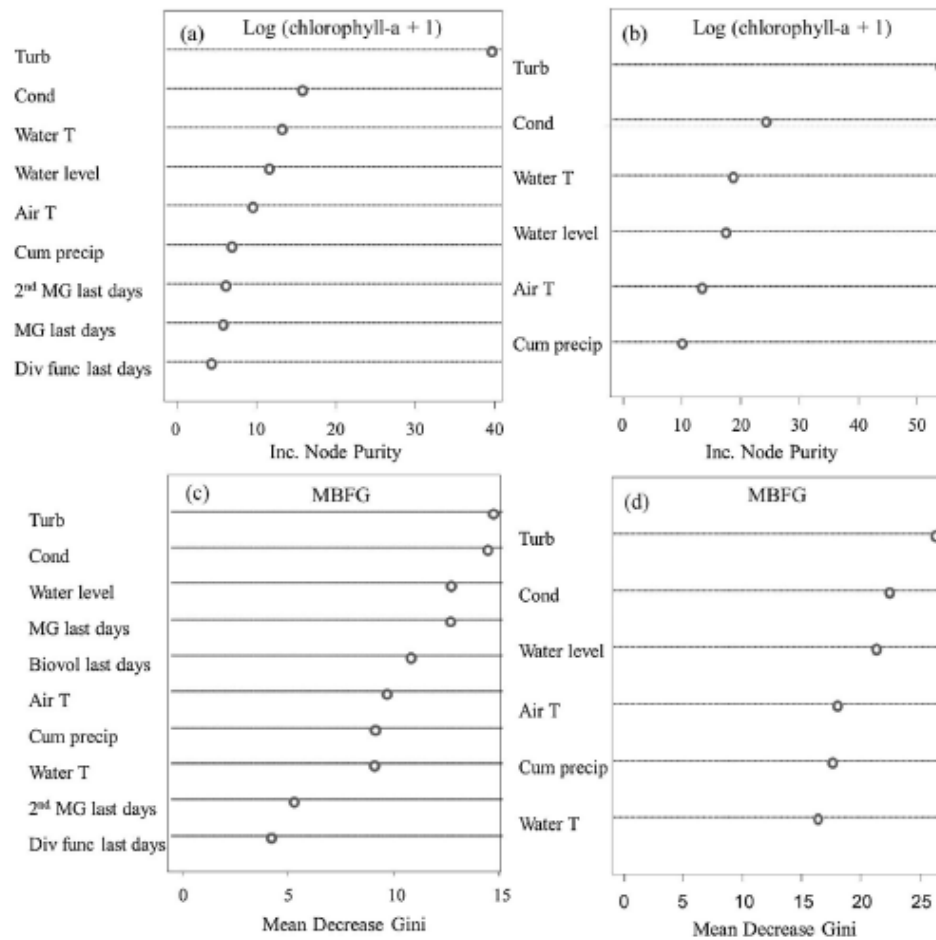 (a) Log (chlorophyll-a + 1)
Turb
Cond
Water T
Water level
Air T
Cum precip
2nd MG last days
MG last days
Div func last days
0 10 20 30 40
Inc. Node Purity
(b) Log (chlorophyll-a + 1)
Turb
Cond
Water T
Water level
Air T
Cum precip
0 10 20 30 40 50
Inc. Node Purity
(c) MBFG
Turb
Cond
Water level
MG last days
Biovol last days
Air T
Cum precip
Water T
2nd MG last days
Div func last days
0 5 10 15
Mean Decrease Gini
(d) MBFG
Turb
Cond
Water level
Air T
Cum precip
Water T
0 5 10 15 20 25
Mean Decrease Gini